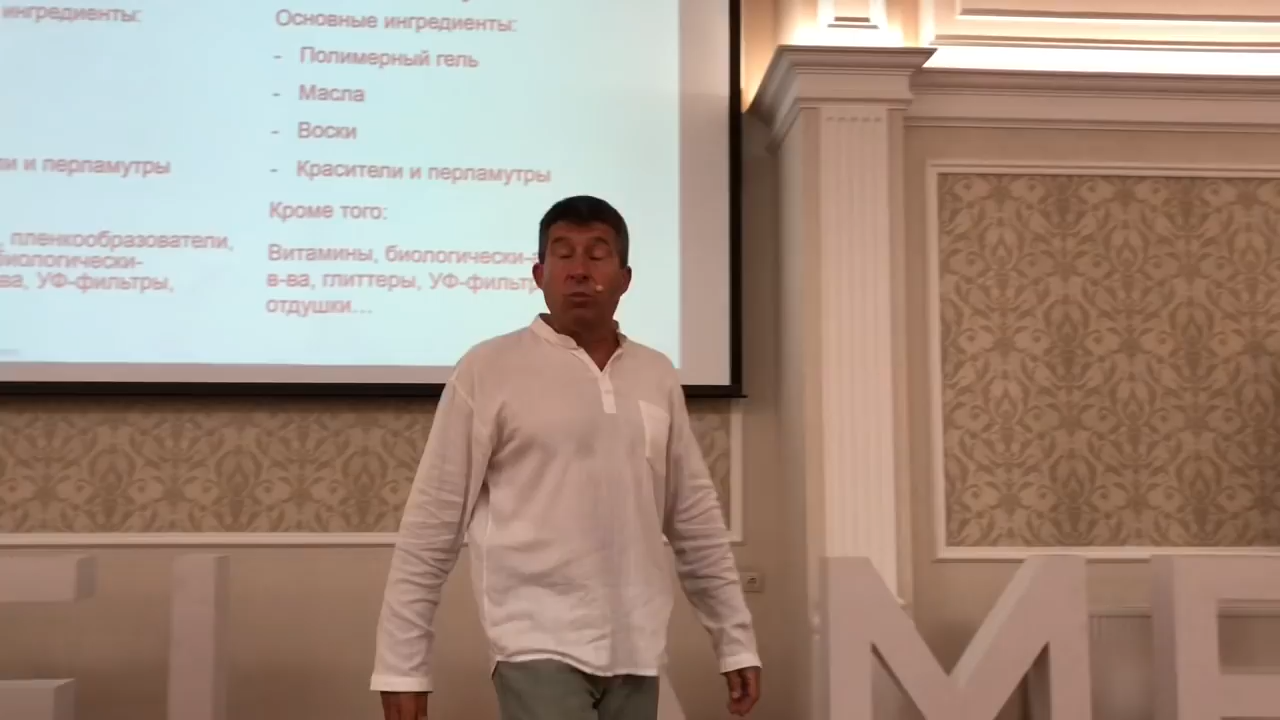 ингредиенты:
и перламутры
пленкообразователи,
биологически-
УФ-фильтры,
Основные ингредиенты:
- Полимерный гель
- Масла
- Воски
- Красители и перламутры
Кроме того:
Витамины, биологически-
в-ва, глиттеры, УФ-фильтр
отдушки...